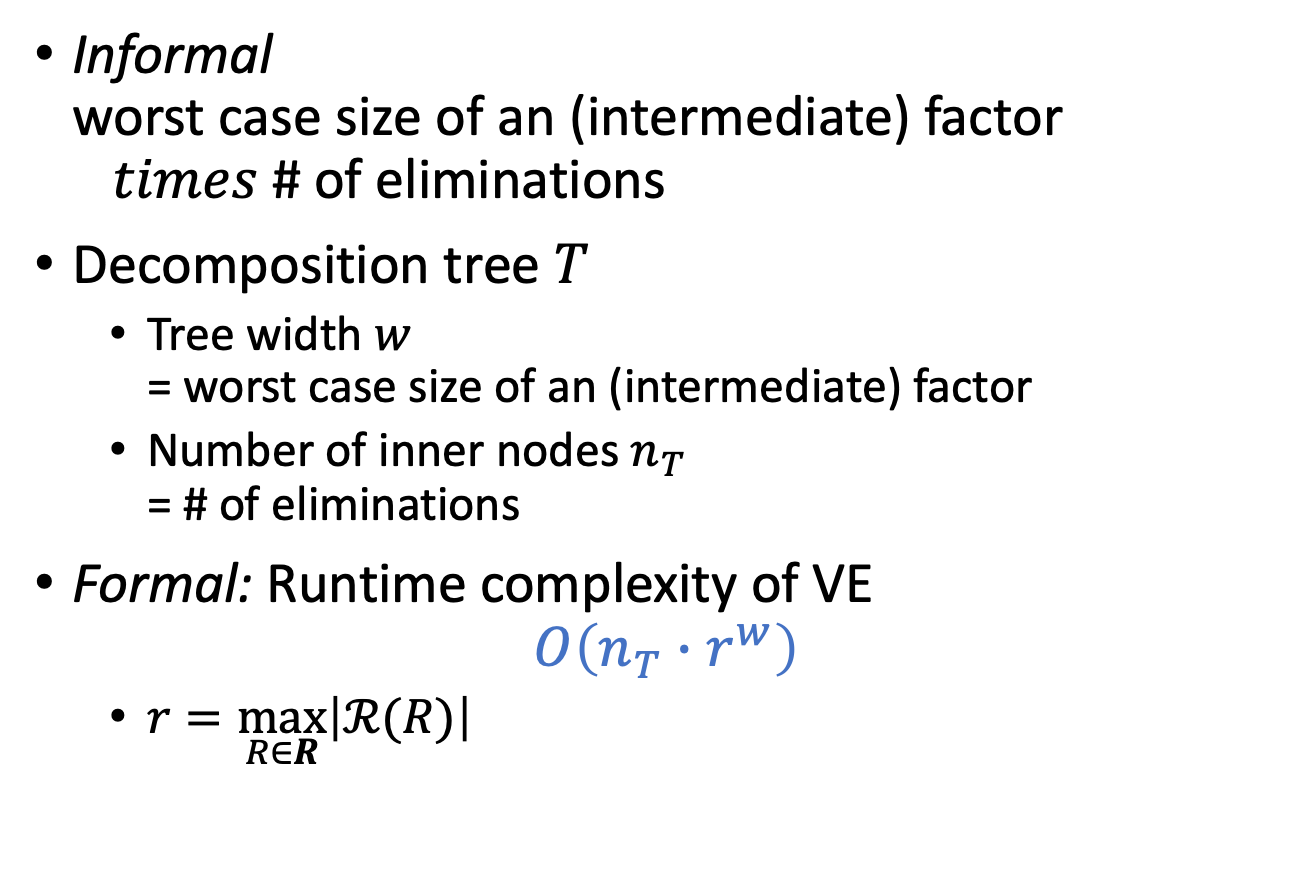 • Informal
worst case size of an (intermediate) factor
times # of eliminations
• Decomposition tree T
• Tree width w
= worst case size of an (intermediate) factor
• Number of inner nodes n_T
= # of eliminations
• Formal: Runtime complexity of VE
O(n_T · r^w)
• r = max|ℛ(R)|
R∈R